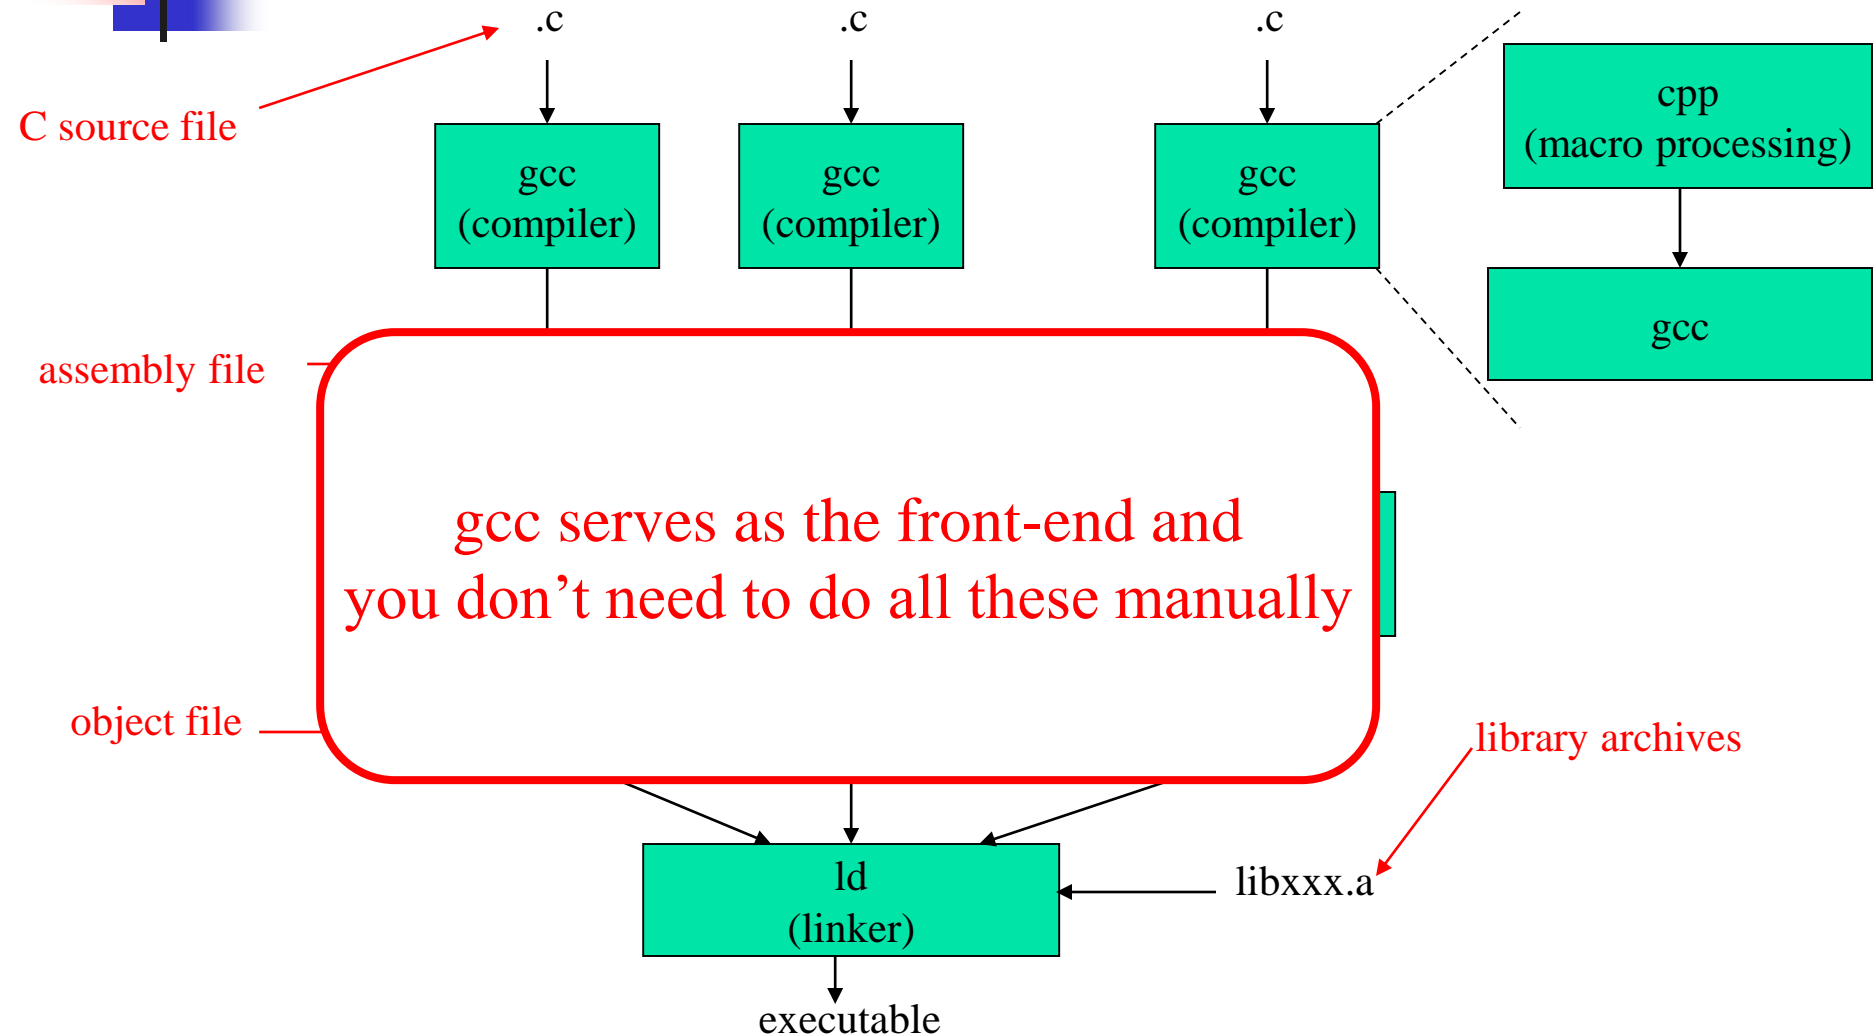 .c
.c
.c
C source file
cpp
(macro processing)
gcc
(compiler)
gcc
(compiler)
gcc
(compiler)
gcc
assembly file
gcc serves as the front-end and
you don’t need to do all these manually
object file
library archives
ld
(linker)
libxxx.a
executable